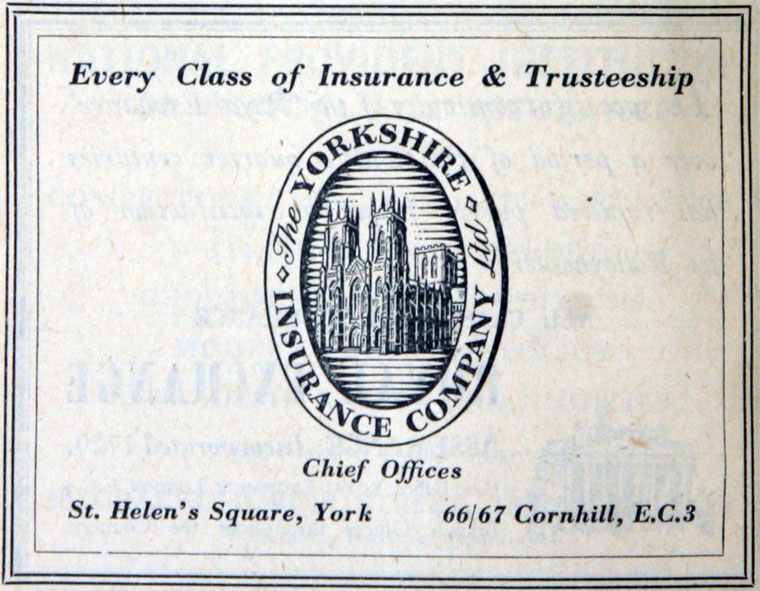 Every Class of Insurance & Trusteeship
The YORKSHIRE
INSURANCE COMPANY Ltd
Chief Offices
St. Helen's Square, York 66/67 Cornhill, E.C.3